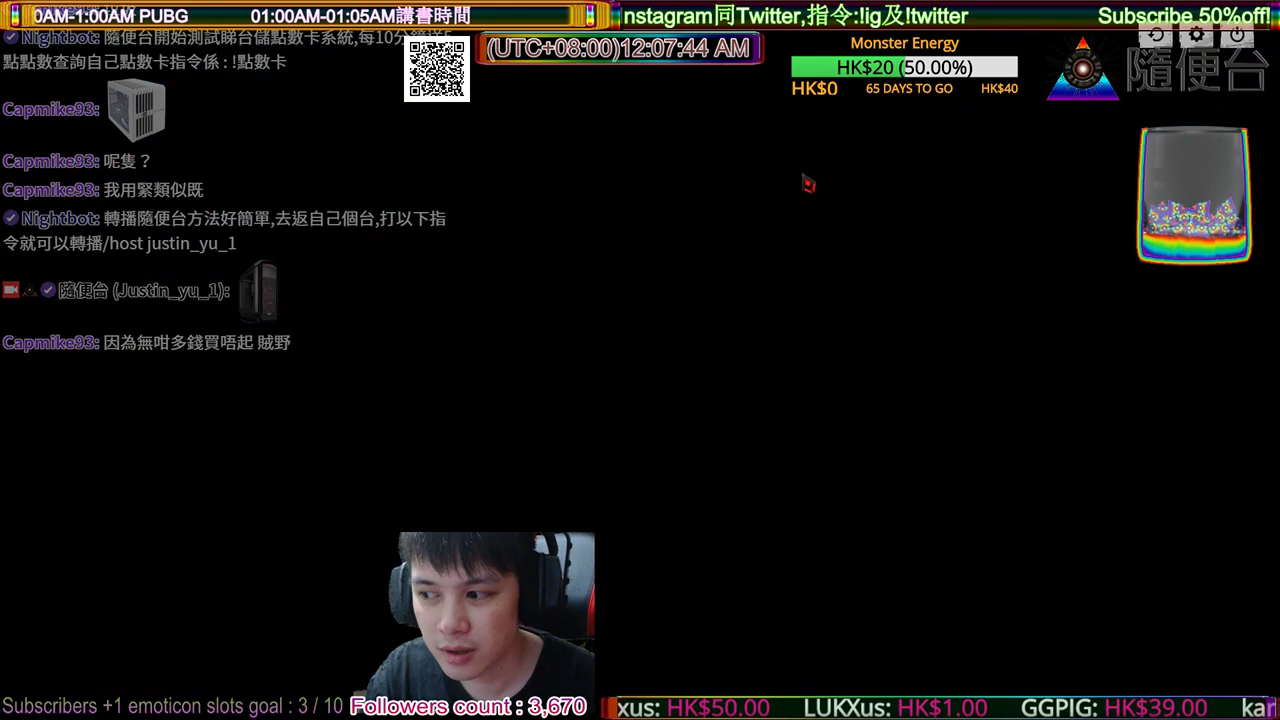 0AM-1:00AM PUBG
01:00AM-01:05AM講書時間
nstagram同Twitter,指令:!ig及!twitter
Subscribe 50%off!
Nightbot: 隨便台開始測試睇台儲點數卡系統,每10分鐘送5
點點數查詢自己點數卡指令係 : !點數卡
(UTC+08:00)12:07:44 AM
Monster Energy
HK$20 (50.00%)
HK$0
65 DAYS TO GO
HK$40
隨便台
Capmike93:
Capmike93: 呢隻？
Capmike93: 我用緊類似既
Nightbot: 轉播隨便台方法好簡單,去返自己個台,打以下指
令就可以轉播/host justin_yu_1
隨便台 (Justin_yu_1):
Capmike93: 因為無咁多錢買唔起 賊野
Subscribers +1 emoticon slots goal : 3 / 10
Followers count : 3,670
xus: HK$50.00
LUKXus: HK$1.00
GGPIG: HK$39.00
kar